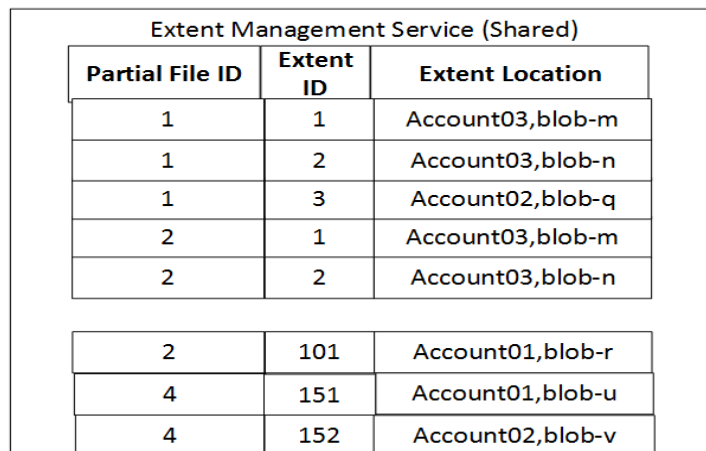 Extent Management Service (Shared)
Partial File ID Extent ID Extent Location
1 1 Account03,blob-m
1 2 Account03,blob-n
1 3 Account02,blob-q
2 1 Account03,blob-m
2 2 Account03,blob-n
2 101 Account01,blob-r
4 151 Account01,blob-u
4 152 Account02,blob-v